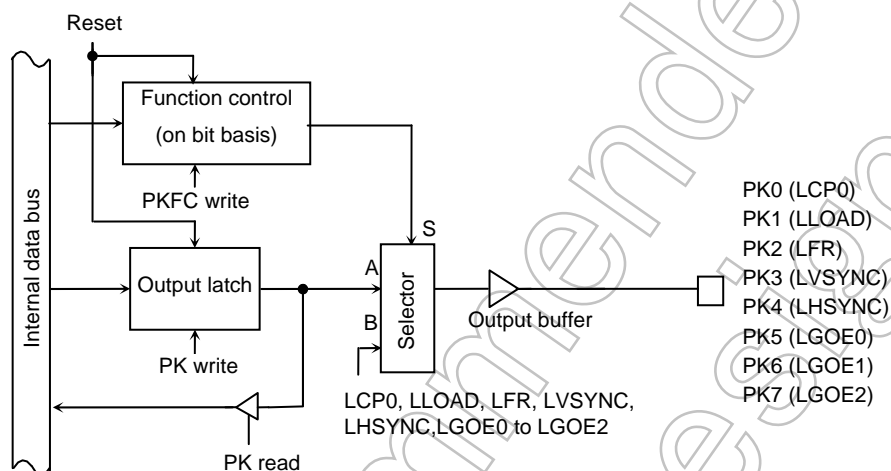 Reset
Function control
(on bit basis)
PKFC write
Internal data bus
Output latch
PK write
PK read
S
A
B
Selector
Output buffer
LCP0, LLOAD, LFR, LVSYNC,
LHSYNC,LGOE0 to LGOE2
PK0 (LCP0)
PK1 (LLOAD)
PK2 (LFR)
PK3 (LVSYNC)
PK4 (LHSYNC)
PK5 (LGOE0)
PK6 (LGOE1)
PK7 (LGOE2)